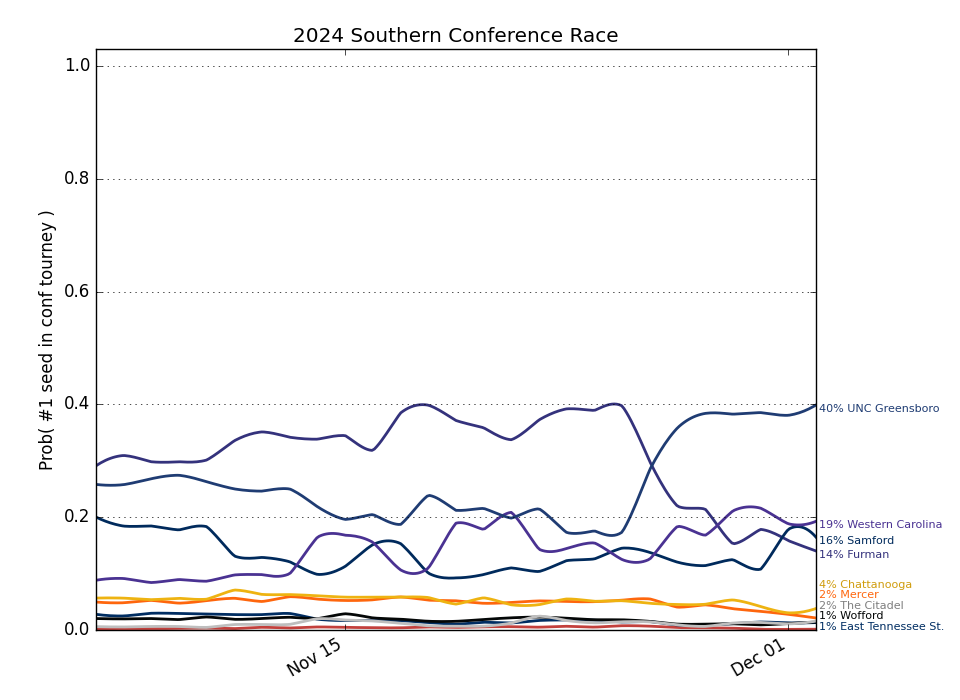 2024 Southern Conference Race
Prob( #1 seed in conf tourney )
1.0
0.8
0.6
0.4
0.2
0.0
Nov 15
Dec 01
40% UNC Greensboro
19% Western Carolina
16% Samford
14% Furman
4% Chattanooga
2% Mercer
2% The Citadel
1% Wofford
1% East Tennessee St.